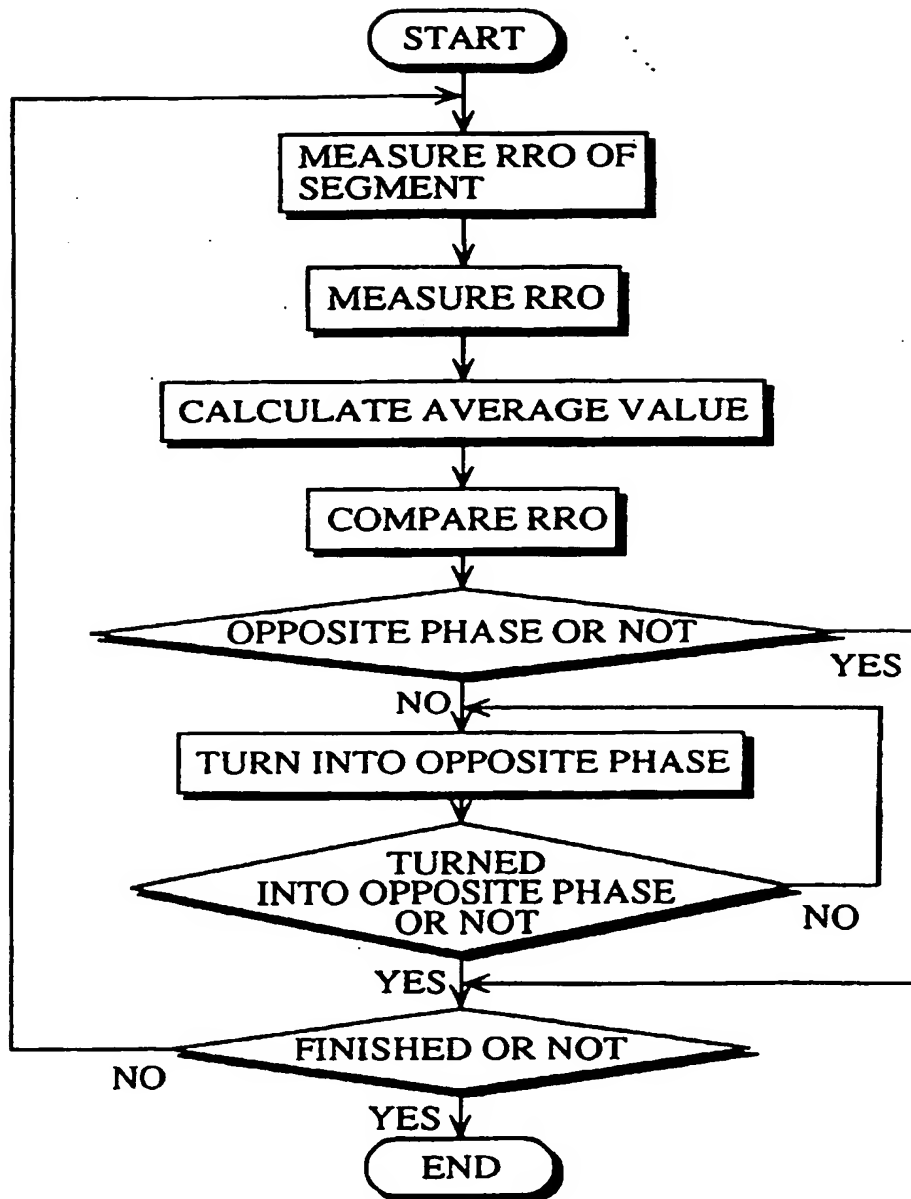 START
MEASURE RRO OF
SEGMENT
MEASURE RRO
CALCULATE AVERAGE VALUE
COMPARE RRO
OPPOSITE PHASE OR NOT
YES
NO
TURN INTO OPPOSITE PHASE
TURNED
INTO OPPOSITE PHASE
OR NOT
NO
YES
FINISHED OR NOT
NO
YES
END